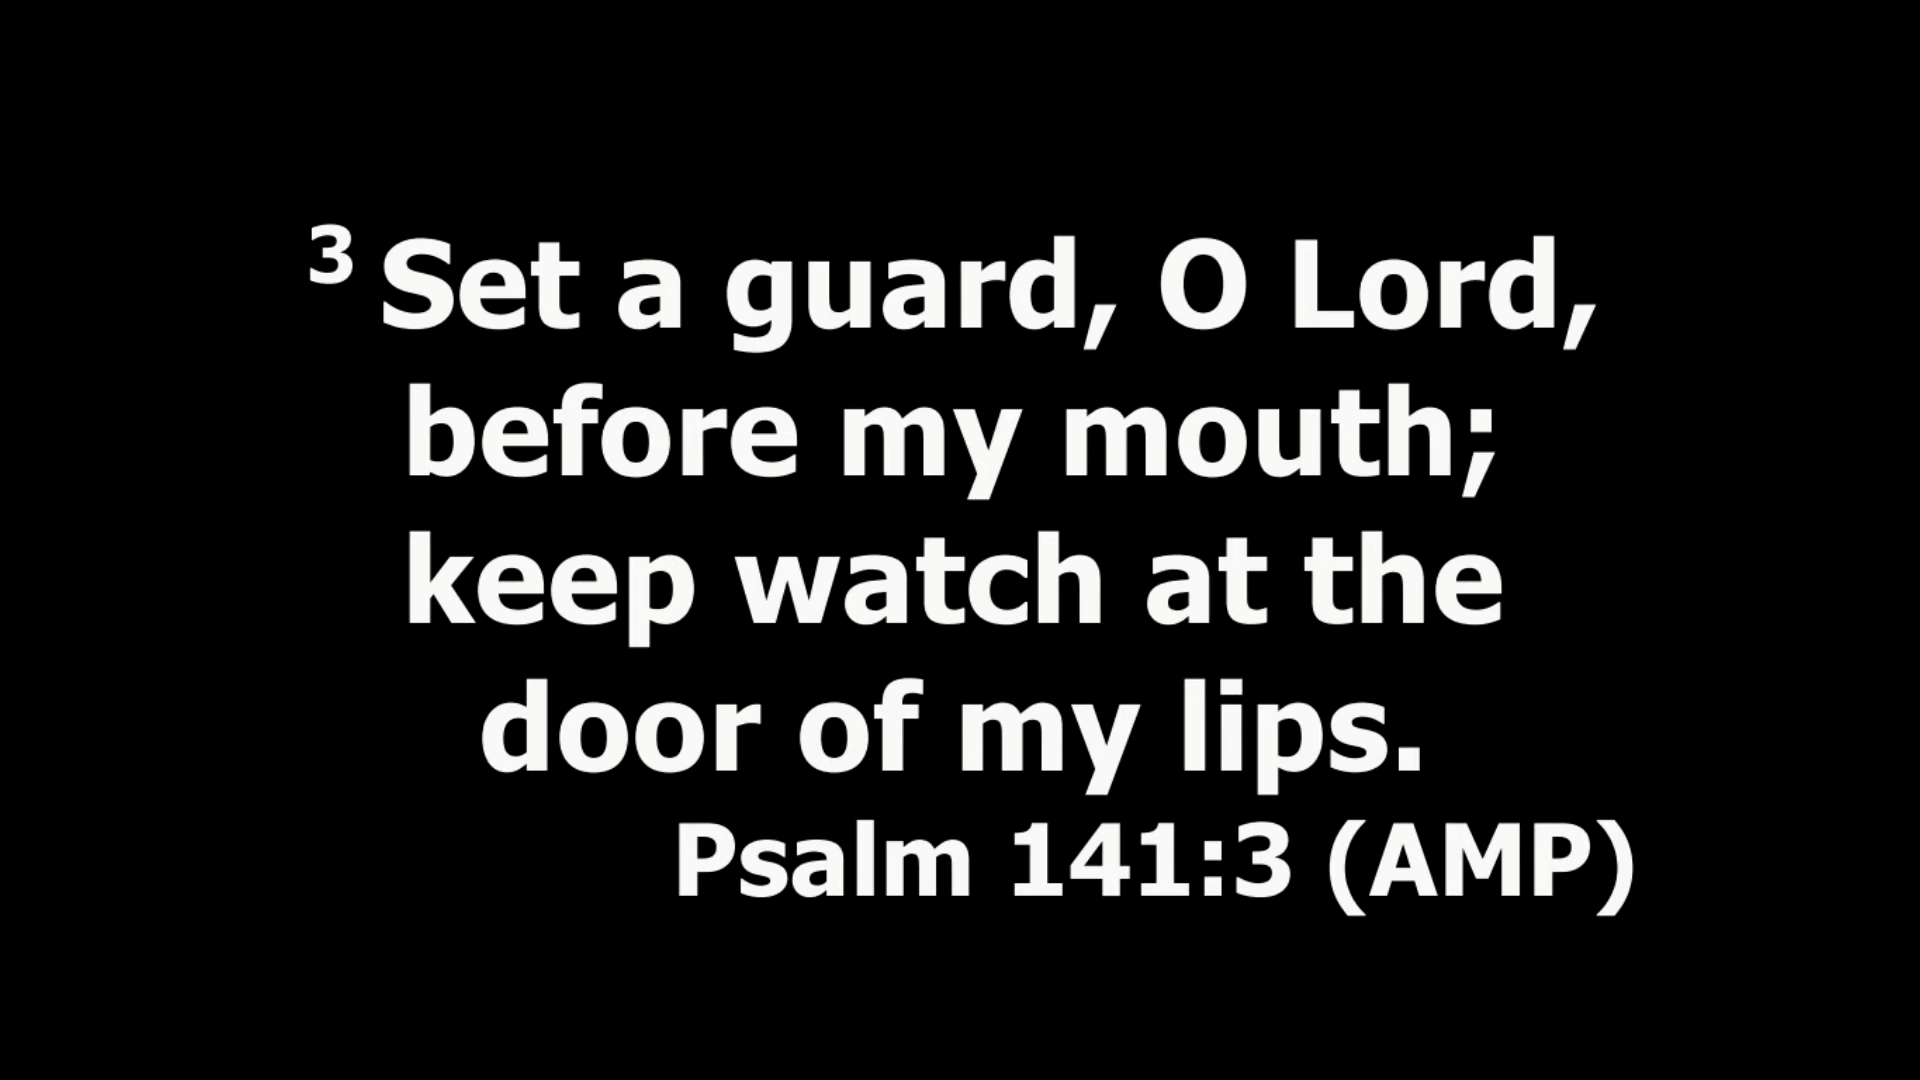 3 Set a guard, O Lord,
before my mouth;
keep watch at the
door of my lips.
Psalm 141:3 (AMP)